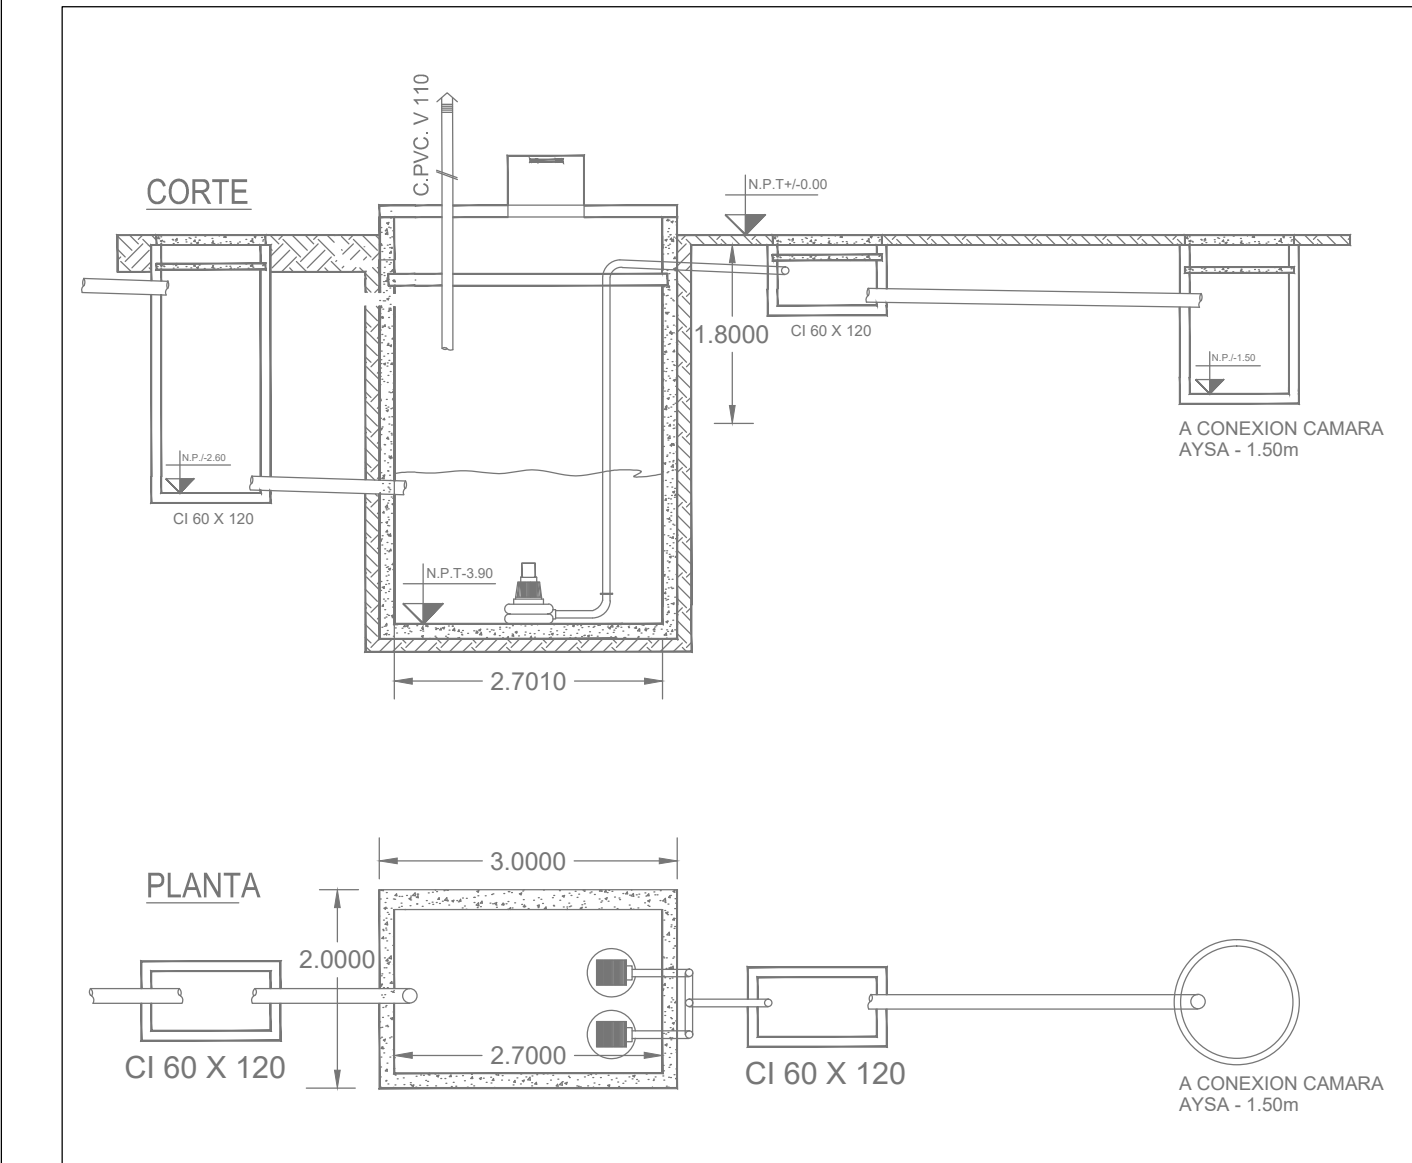 C.PVC. V 110
CORTE
N.P.T+/-0.00
1.8000
CI 60 X 120
N.P./-1.50
A CONEXION CAMARA
AYSA - 1.50m
N.P./-2.60
CI 60 X 120
N.P.T-3.90
2.7010
PLANTA
3.0000
2.0000
2.7000
CI 60 X 120
CI 60 X 120
A CONEXION CAMARA
AYSA - 1.50m